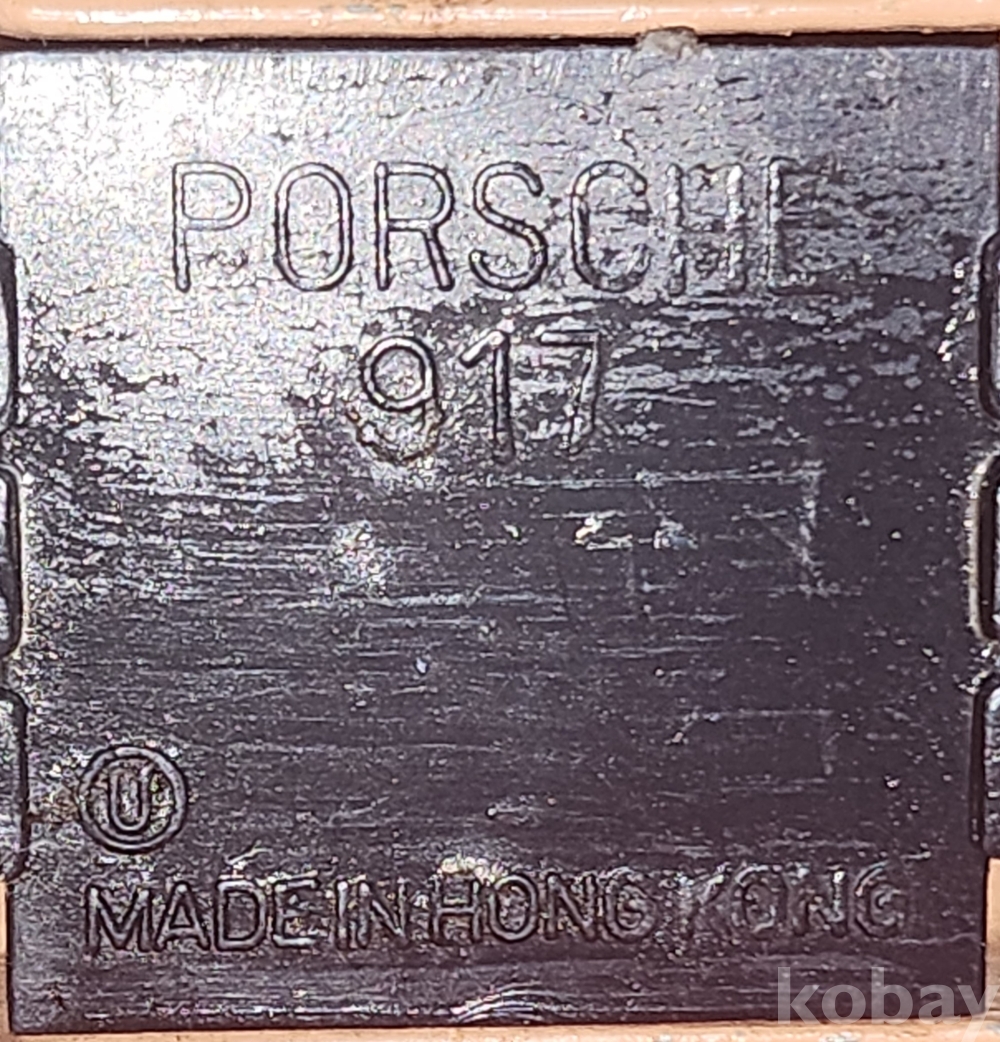 PORSCHE
917
U
MADE IN HONG KONG
kobay